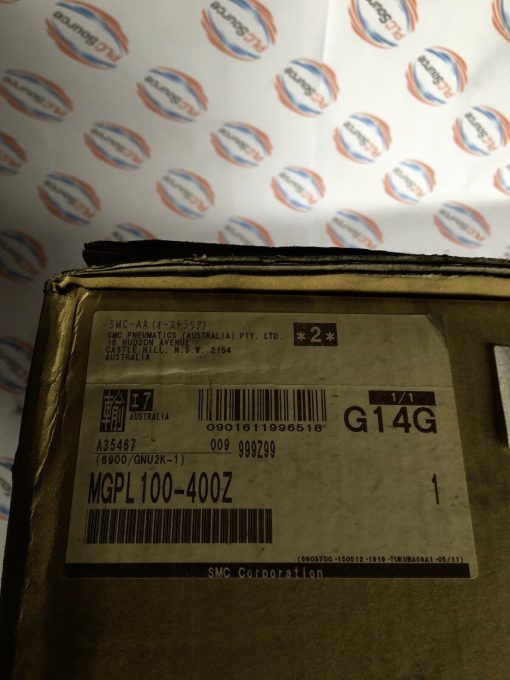 PLCSource
SMC-AA (オーストラリア)
SMC PNEUMATICS (AUSTRALIA) PTY. LTD.
18 HUDSON AVENUE
CASTLE HILL, N.S.W. 2154
AUSTRALIA
*2*
輸 エア
AUSTRALIA
0901611996518
1/1
G14G
A35467 009 999Z99
(6900/GNU2K-1)
MGPL100-400Z 1
SMC Corporation